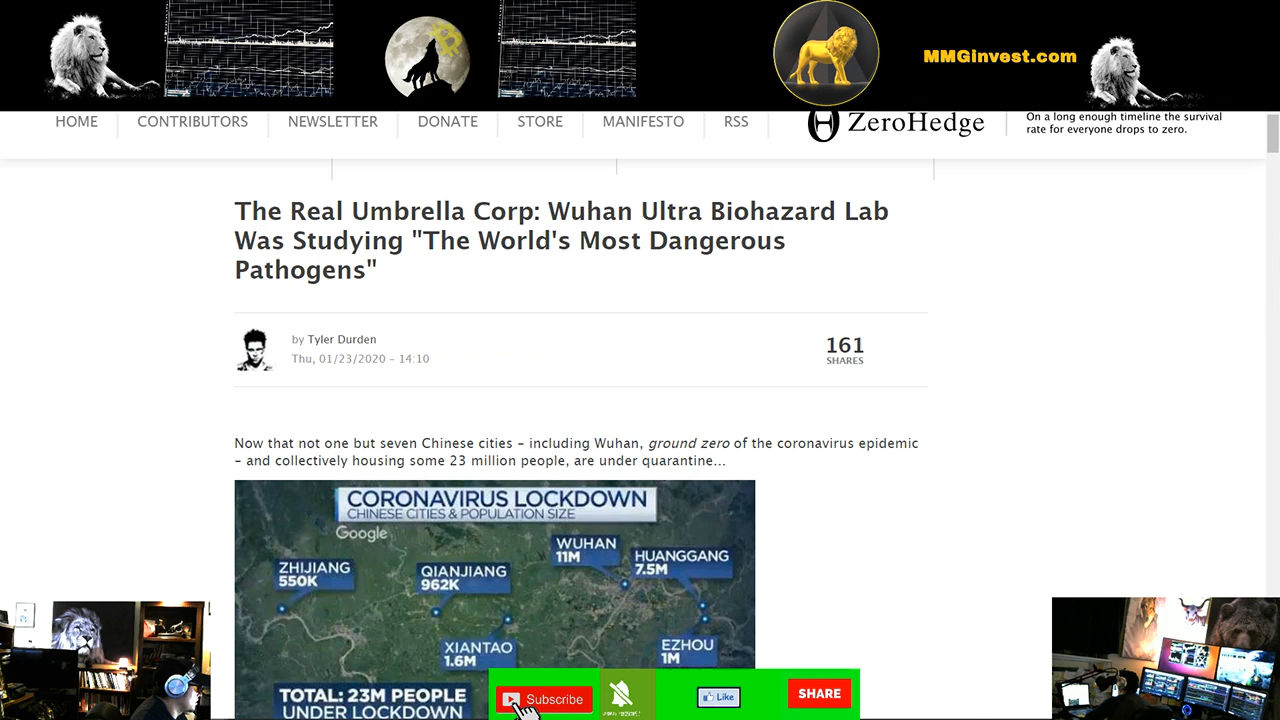 MMGinvest.com
HOME
CONTRIBUTORS
NEWSLETTER
DONATE
STORE
MANIFESTO
RSS
ZeroHedge
On a long enough timeline the survival
rate for everyone drops to zero.
The Real Umbrella Corp: Wuhan Ultra Biohazard Lab
Was Studying "The World's Most Dangerous
Pathogens"
by Tyler Durden
Thu, 01/23/2020 - 14:10
161
SHARES
Now that not one but seven Chinese cities – including Wuhan, ground zero of the coronavirus epidemic
– and collectively housing some 23 million people, are under quarantine...
CORONAVIRUS LOCKDOWN
CHINESE CITIES & POPULATION SIZE
Google
WUHAN
11M
HUANGGANG
7.5M
ZHIJIANG
550K
QIANJIANG
962K
XIANTAO
1.6M
EZHOU
1M
TOTAL: 23M PEOPLE
UNDER LOCKDOWN
Subscribe
Like
SHARE